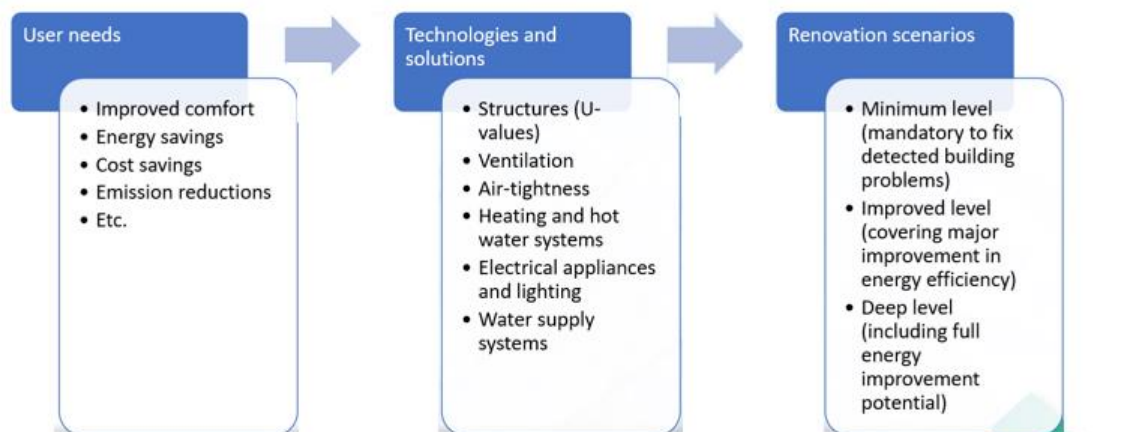 User needs
• Improved comfort
• Energy savings
• Cost savings
• Emission reductions
• Etc.
Technologies and
solutions
• Structures (U-
values)
• Ventilation
• Air-tightness
• Heating and hot
water systems
• Electrical appliances
and lighting
• Water supply
systems
Renovation scenarios
• Minimum level
(mandatory to fix
detected building
problems)
• Improved level
(covering major
improvement in
energy efficiency)
• Deep level
(including full
energy
improvement
potential)